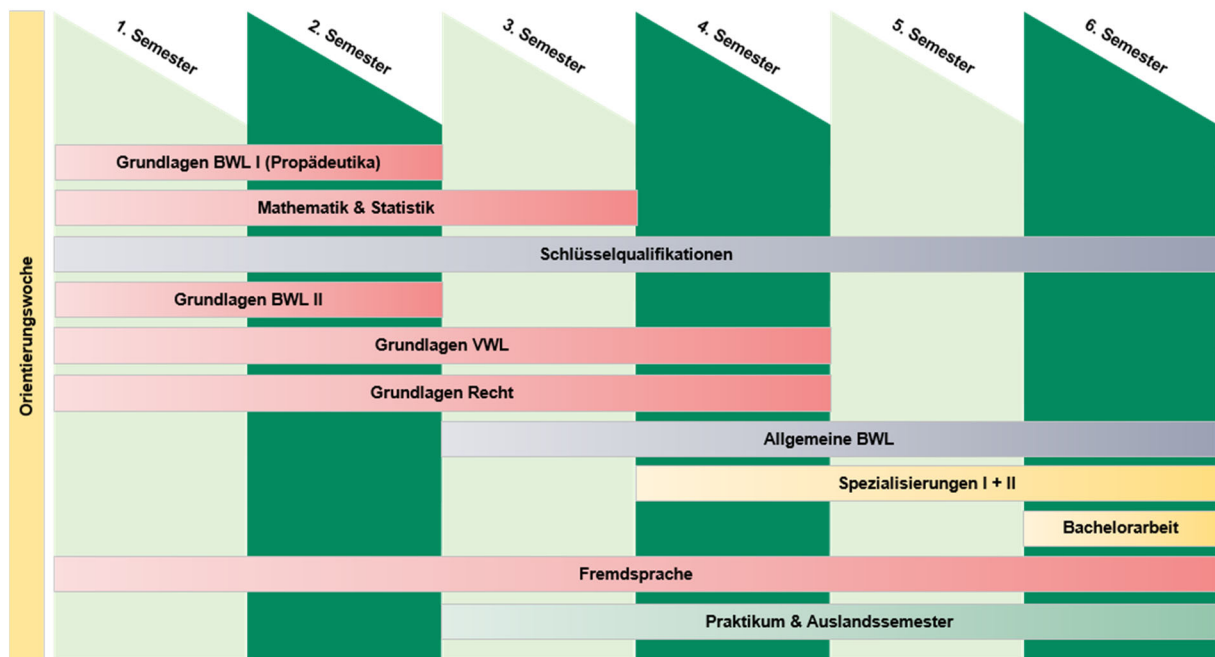 Orientierungswoche
1. Semester
2. Semester
3. Semester
4. Semester
5. Semester
6. Semester
Grundlagen BWL I (Propädeutika)
Mathematik & Statistik
Schlüsselqualifikationen
Grundlagen BWL II
Grundlagen VWL
Grundlagen Recht
Allgemeine BWL
Spezialisierungen I + II
Bachelorarbeit
Fremdsprache
Praktikum & Auslandssemester